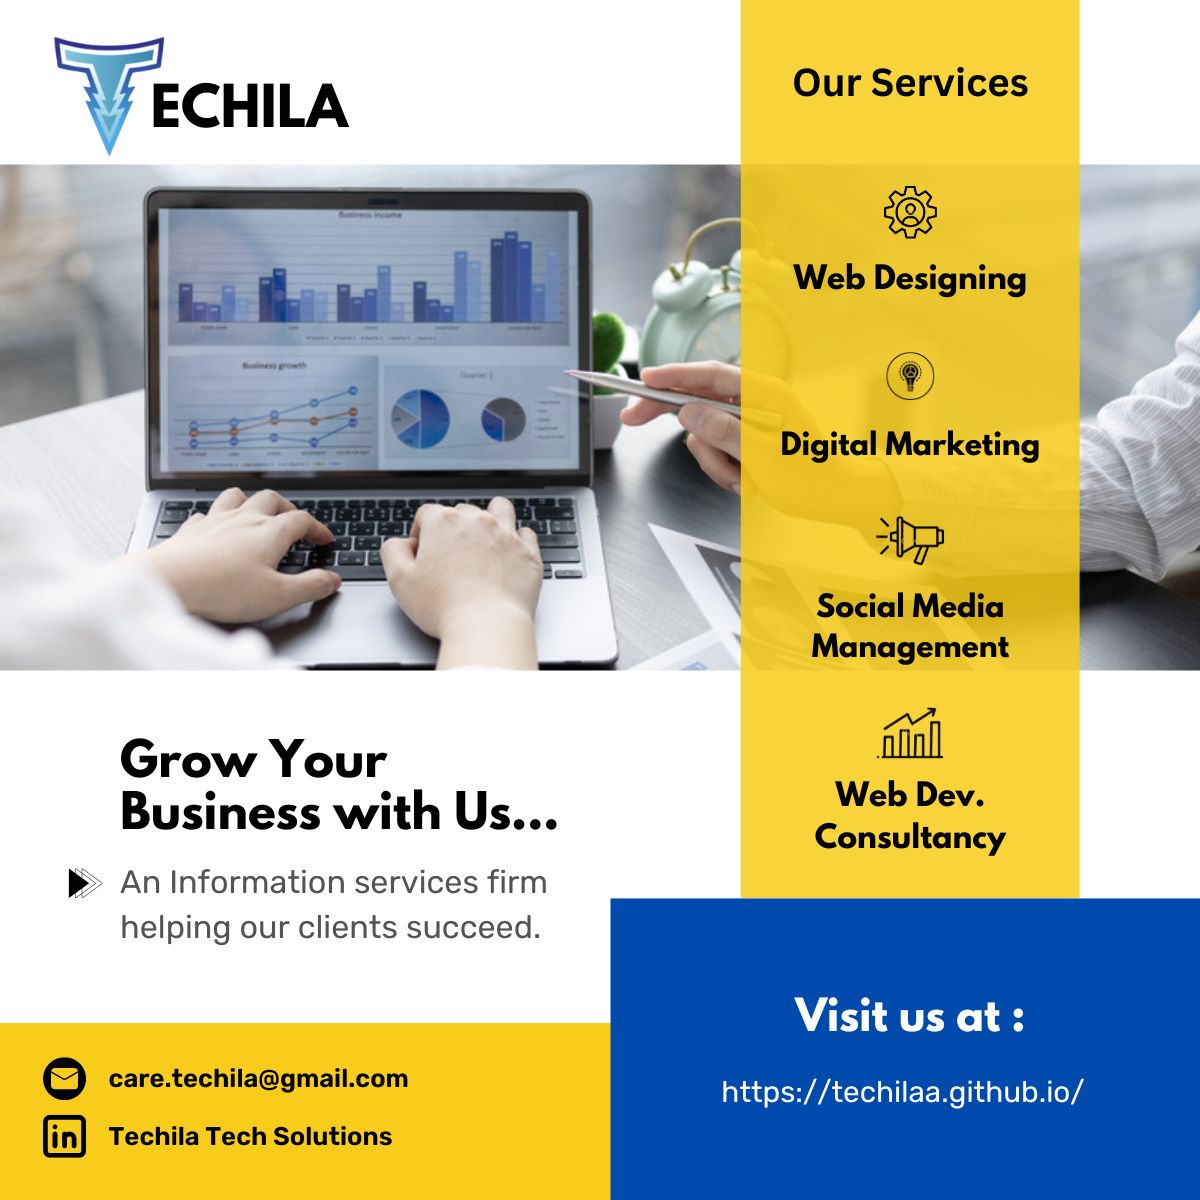 TECHILA
Our Services
Business income
Business growth
Quarter 1
Web Designing
Digital Marketing
Social Media
Management
Web Dev.
Consultancy
Grow Your
Business with Us...
An Information services firm
helping our clients succeed.
care.techila@gmail.com
in
Techila Tech Solutions
Visit us at :
https://techilaa.github.io/